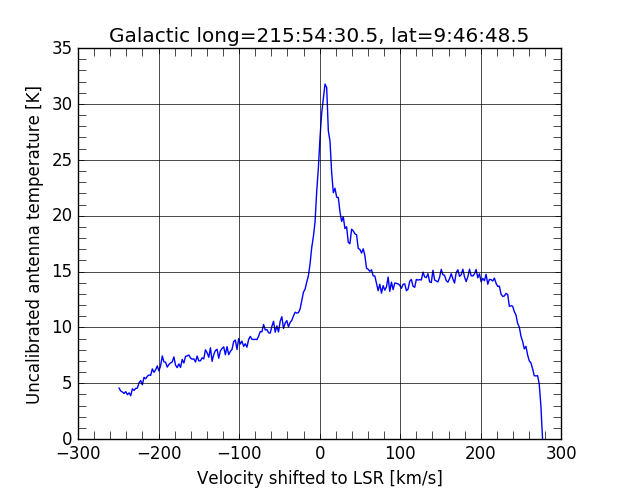 Galactic long=215:54:30.5, lat=9:46:48.5
Uncalibrated antenna temperature [K]
35
30
25
20
15
10
5
0
−300 −200 −100 0 100 200 300
Velocity shifted to LSR [km/s]